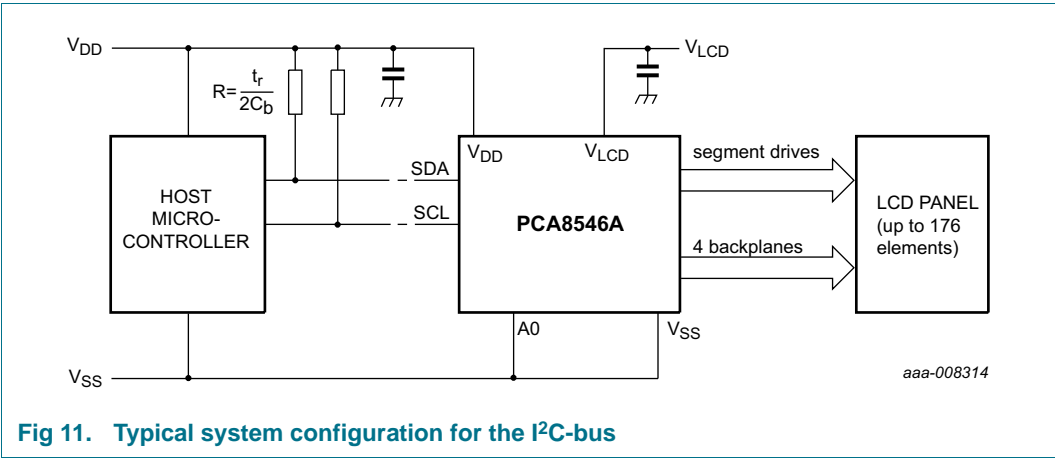 VDD
VLCD
R= tr
2Cb
VDD
VLCD
SDA
SCL
HOST
MICRO-
CONTROLLER
PCA8546A
segment drives
4 backplanes
LCD PANEL
(up to 176
elements)
A0
VSS
VSS
aaa-008314
Fig 11. Typical system configuration for the I²C-bus